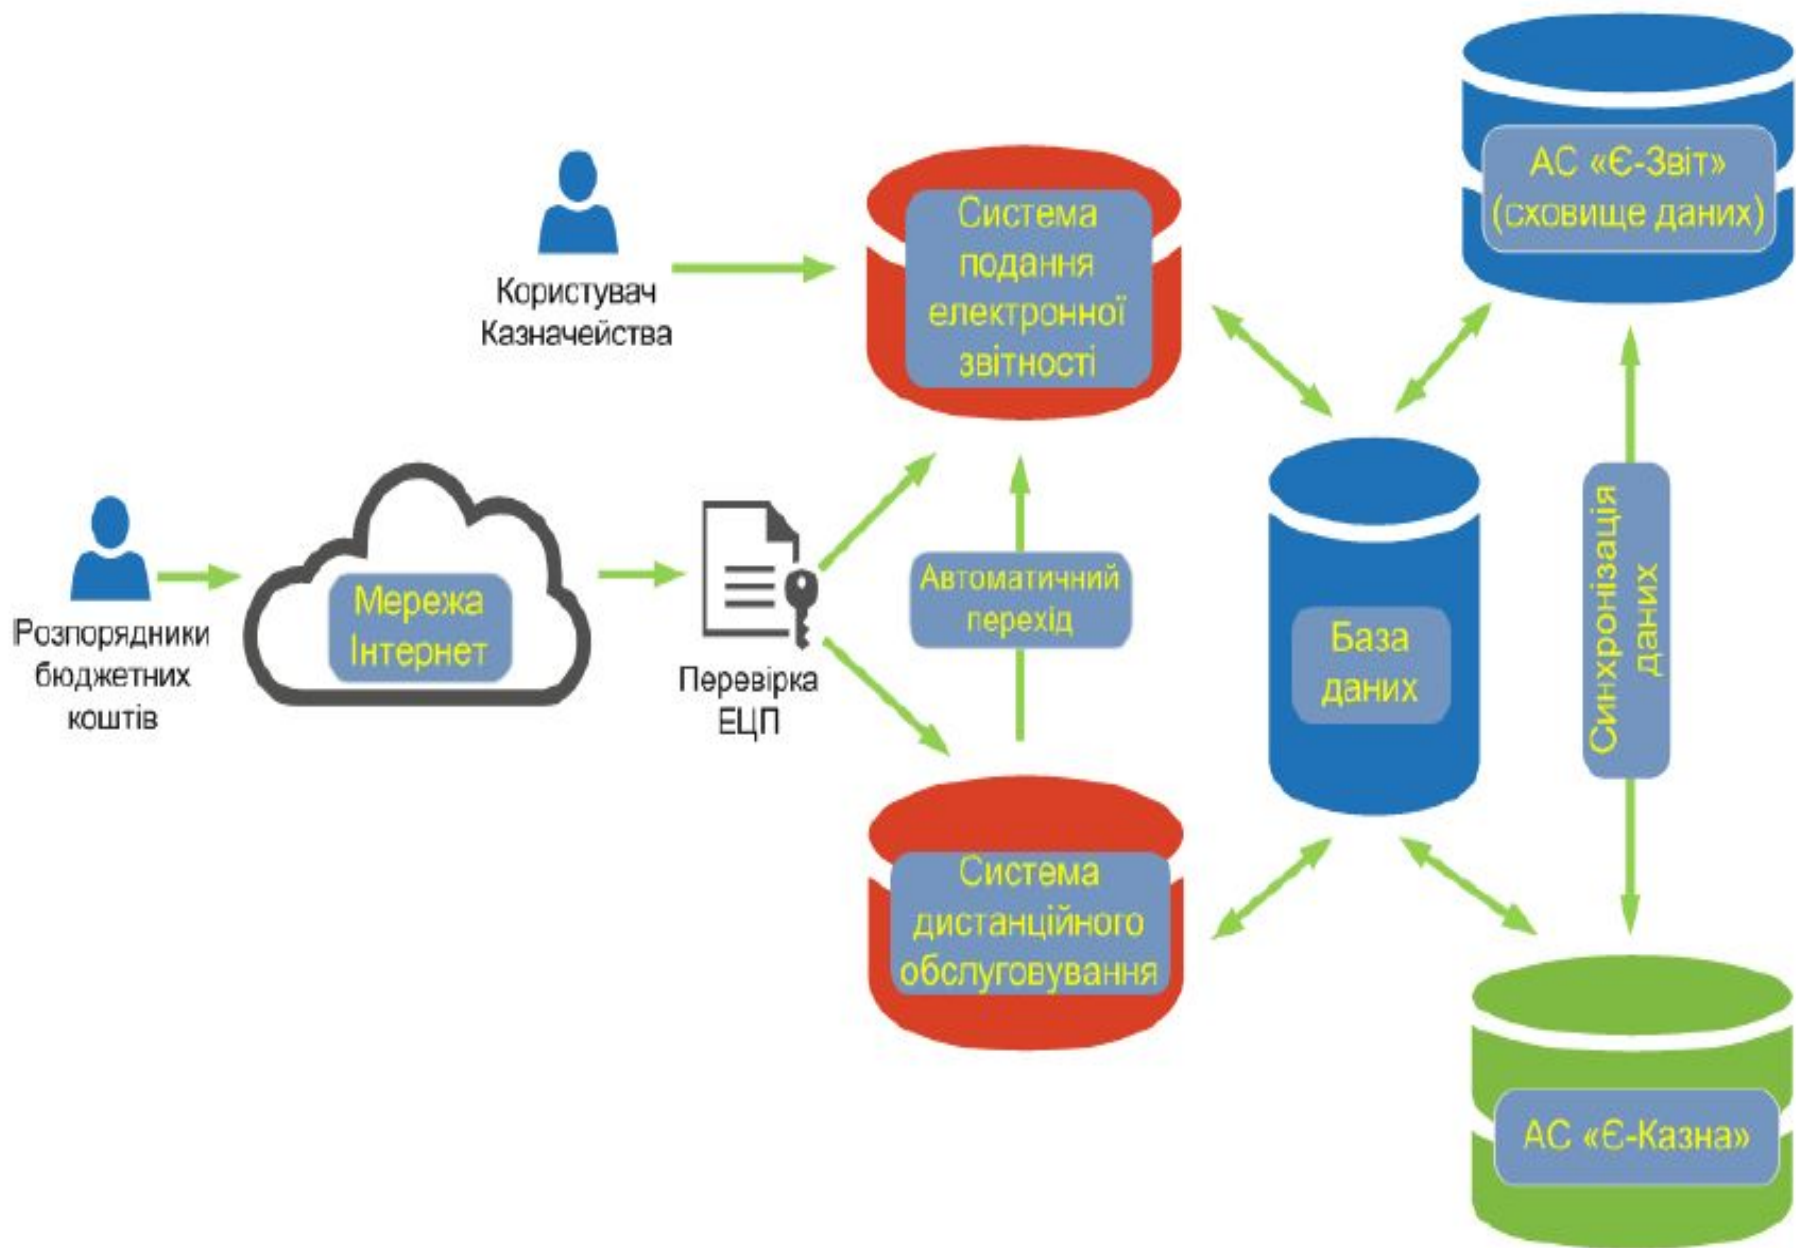 АС «Є-Звіт»
(сховище даних)
Система
подання
електронної
звітності
Користувач
Казначейства
Розпорядники
бюджетних
коштів
Мережа
Інтернет
Перевірка
ЕЦП
Автоматичний
перехід
База
даних
Синхронізація
даних
Система
дистанційного
обслуговування
АС «Є-Казна»